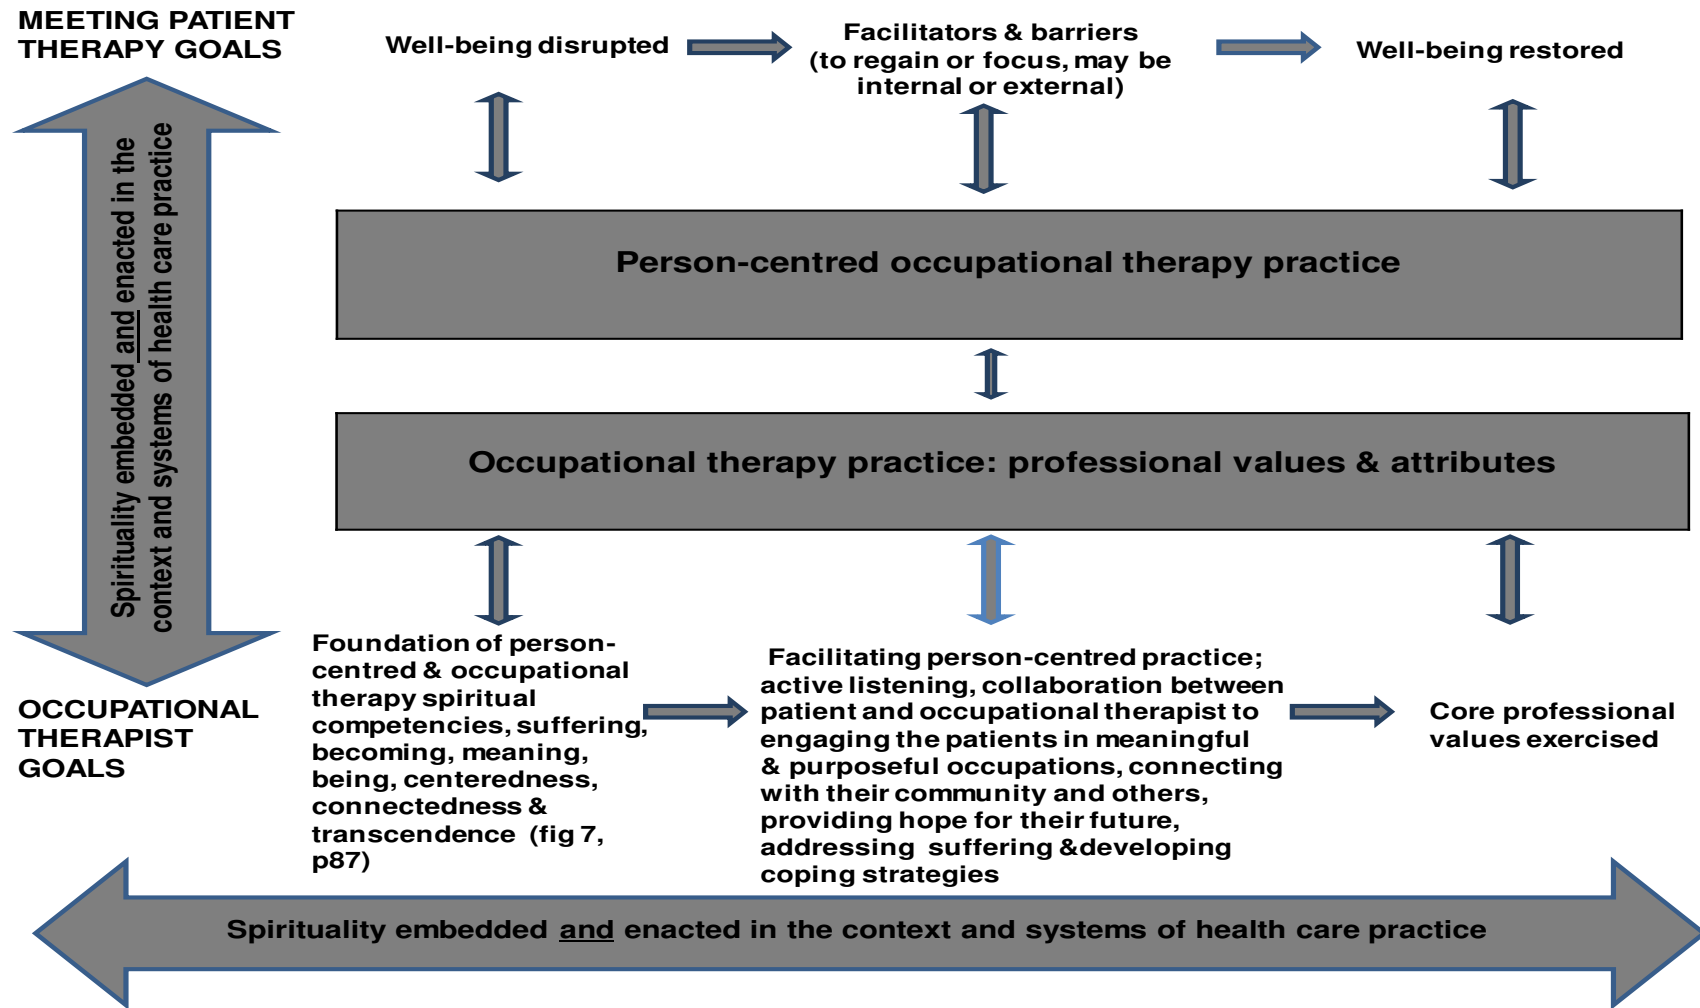 MEETING PATIENT
THERAPY GOALS
Well-being disrupted
Facilitators & barriers
(to regain or focus, may be
internal or external)
Well-being restored
Spirituality embedded and enacted in the
context and systems of health care practice
Person-centred occupational therapy practice
Occupational therapy practice: professional values & attributes
OCCUPATIONAL
THERAPIST
GOALS
Foundation of person-
centred & occupational
therapy spiritual
competencies, suffering,
becoming, meaning,
being, centeredness,
connectedness &
transcendence (fig 7,
p87)
Facilitating person-centred practice;
active listening, collaboration between
patient and occupational therapist to
engaging the patients in meaningful
& purposeful occupations, connecting
with their community and others,
providing hope for their future,
addressing suffering &developing
coping strategies
Core professional
values exercised
Spirituality embedded and enacted in the context and systems of health care practice